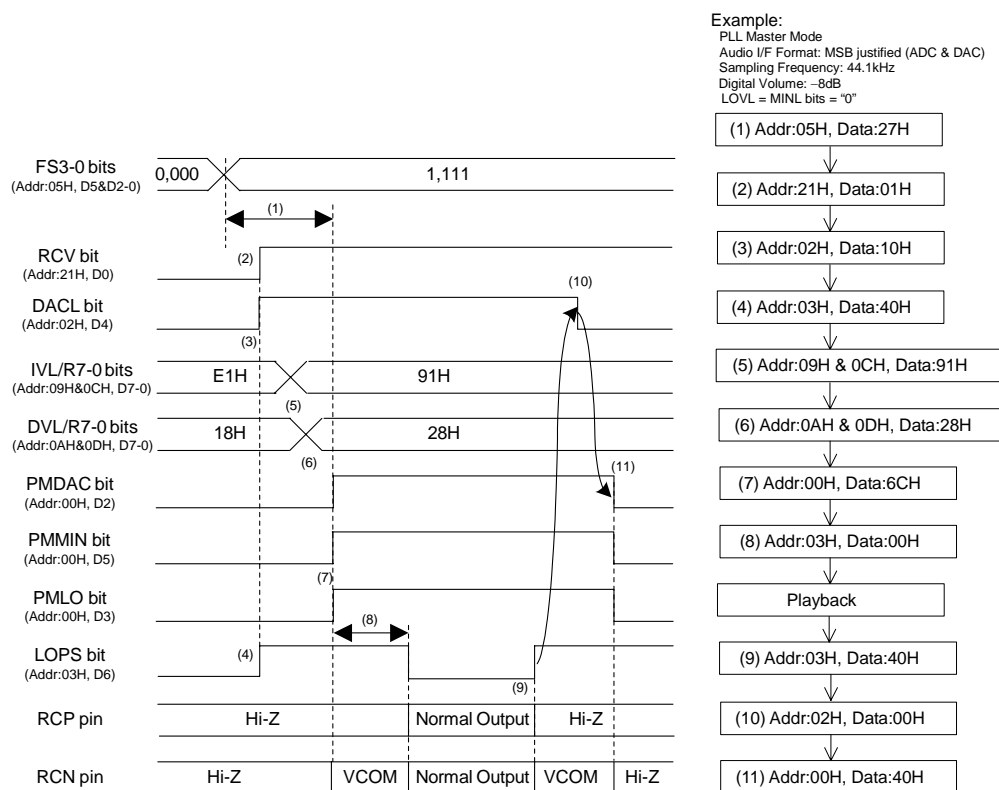 Example:
PLL Master Mode
Audio I/F Format: MSB justified (ADC & DAC)
Sampling Frequency: 44.1kHz
Digital Volume: −8dB
LOVL = MINL bits = “0”
(1) Addr:05H, Data:27H
(2) Addr:21H, Data:01H
(3) Addr:02H, Data:10H
(4) Addr:03H, Data:40H
(5) Addr:09H & 0CH, Data:91H
(6) Addr:0AH & 0DH, Data:28H
(7) Addr:00H, Data:6CH
(8) Addr:03H, Data:00H
Playback
(9) Addr:03H, Data:40H
(10) Addr:02H, Data:00H
(11) Addr:00H, Data:40H
FS3-0 bits
(Addr:05H, D5&D2-0)
0,000
1,111
(1)
RCV bit
(Addr:21H, D0)
(2)
DACL bit
(Addr:02H, D4)
(10)
(3)
IVL/R7-0 bits
(Addr:09H&0CH, D7-0)
E1H
91H
(5)
DVL/R7-0 bits
(Addr:0AH&0DH, D7-0)
18H
28H
(6)
PMDAC bit
(Addr:00H, D2)
(11)
PMMIN bit
(Addr:00H, D5)
(7)
PMLO bit
(Addr:00H, D3)
(8)
LOPS bit
(Addr:03H, D6)
(4)
(9)
RCP pin
Hi-Z
Normal Output
Hi-Z
RCN pin
Hi-Z
VCOM
Normal Output
VCOM
Hi-Z